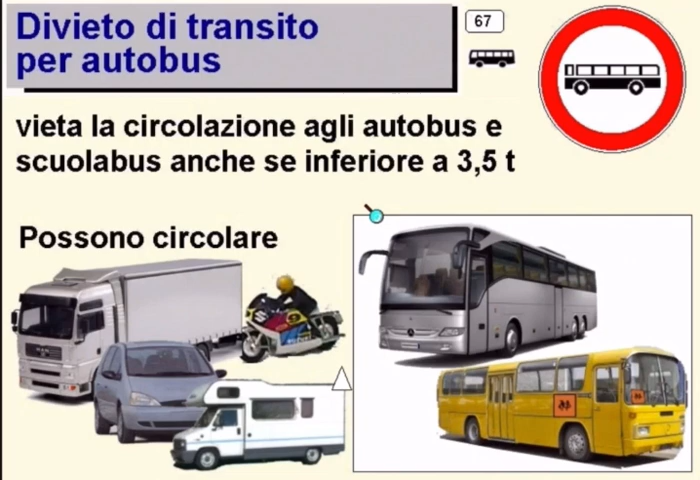 Divieto di transito
per autobus
67
vieta la circolazione agli autobus e
scuolabus anche se inferiore a 3,5 t
Possono circolare